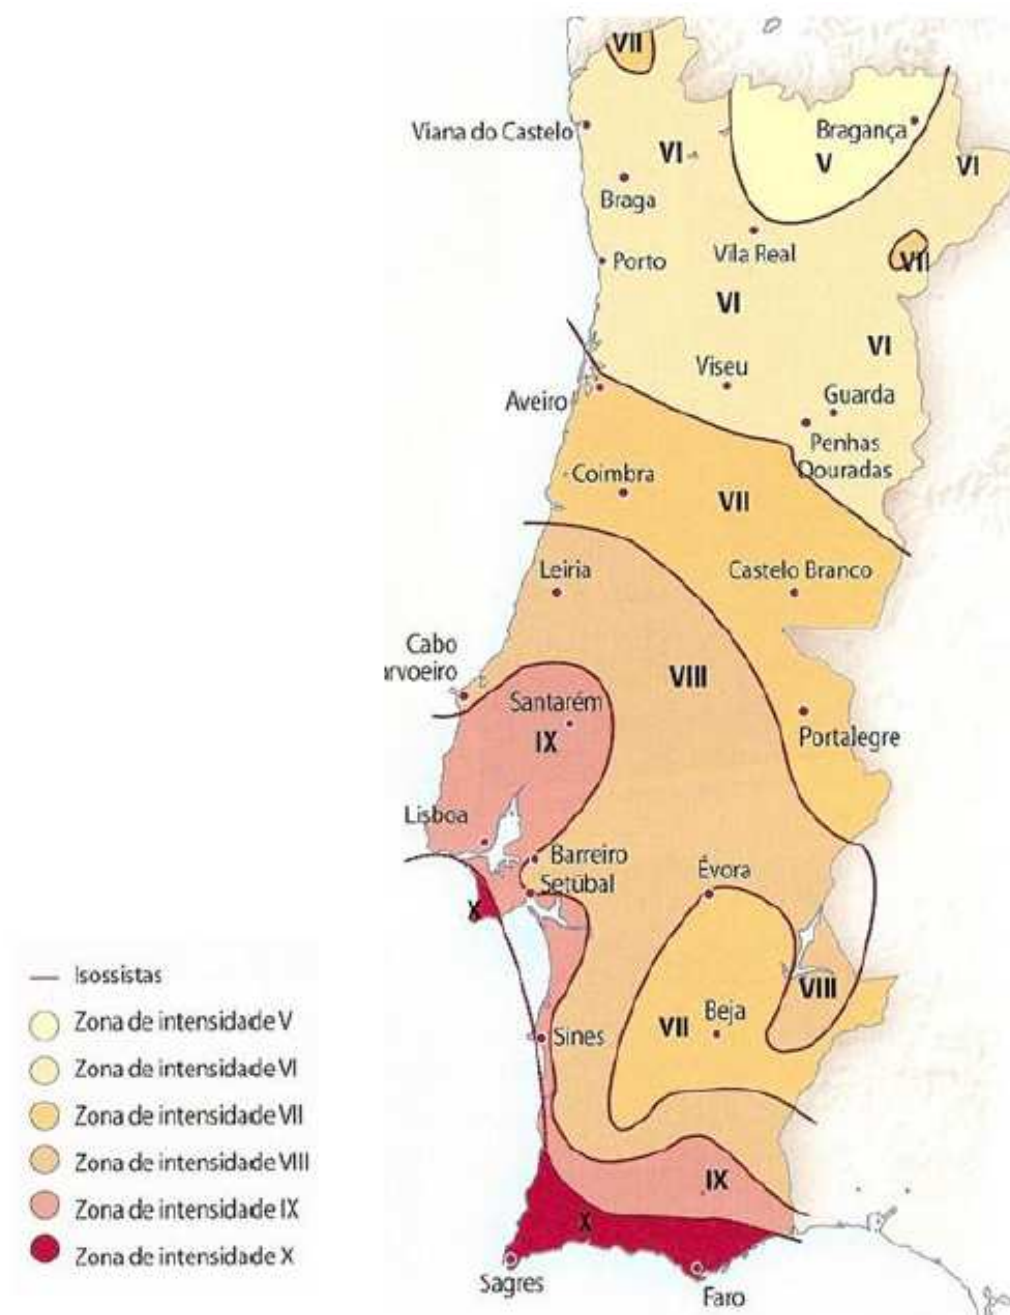 VII
Viana do Castelo
Bragança
VI
V
VI
Braga
Vila Real
Porto
VII
VI
VI
Viseu
Aveiro
Guarda
Penhas
Douradas
Coimbra
VII
Leiria
Castelo Branco
Cabo
arvoeiro
VIII
Santarém
IX
Portalegre
Lisboa
Barreiro
Évora
Setúbal
X
VIII
Beja
VII
Sines
IX
X
Sagres
Faro
Isossistas
Zona de intensidade V
Zona de intensidade VI
Zona de intensidade VII
Zona de intensidade VIII
Zona de intensidade IX
Zona de intensidade X